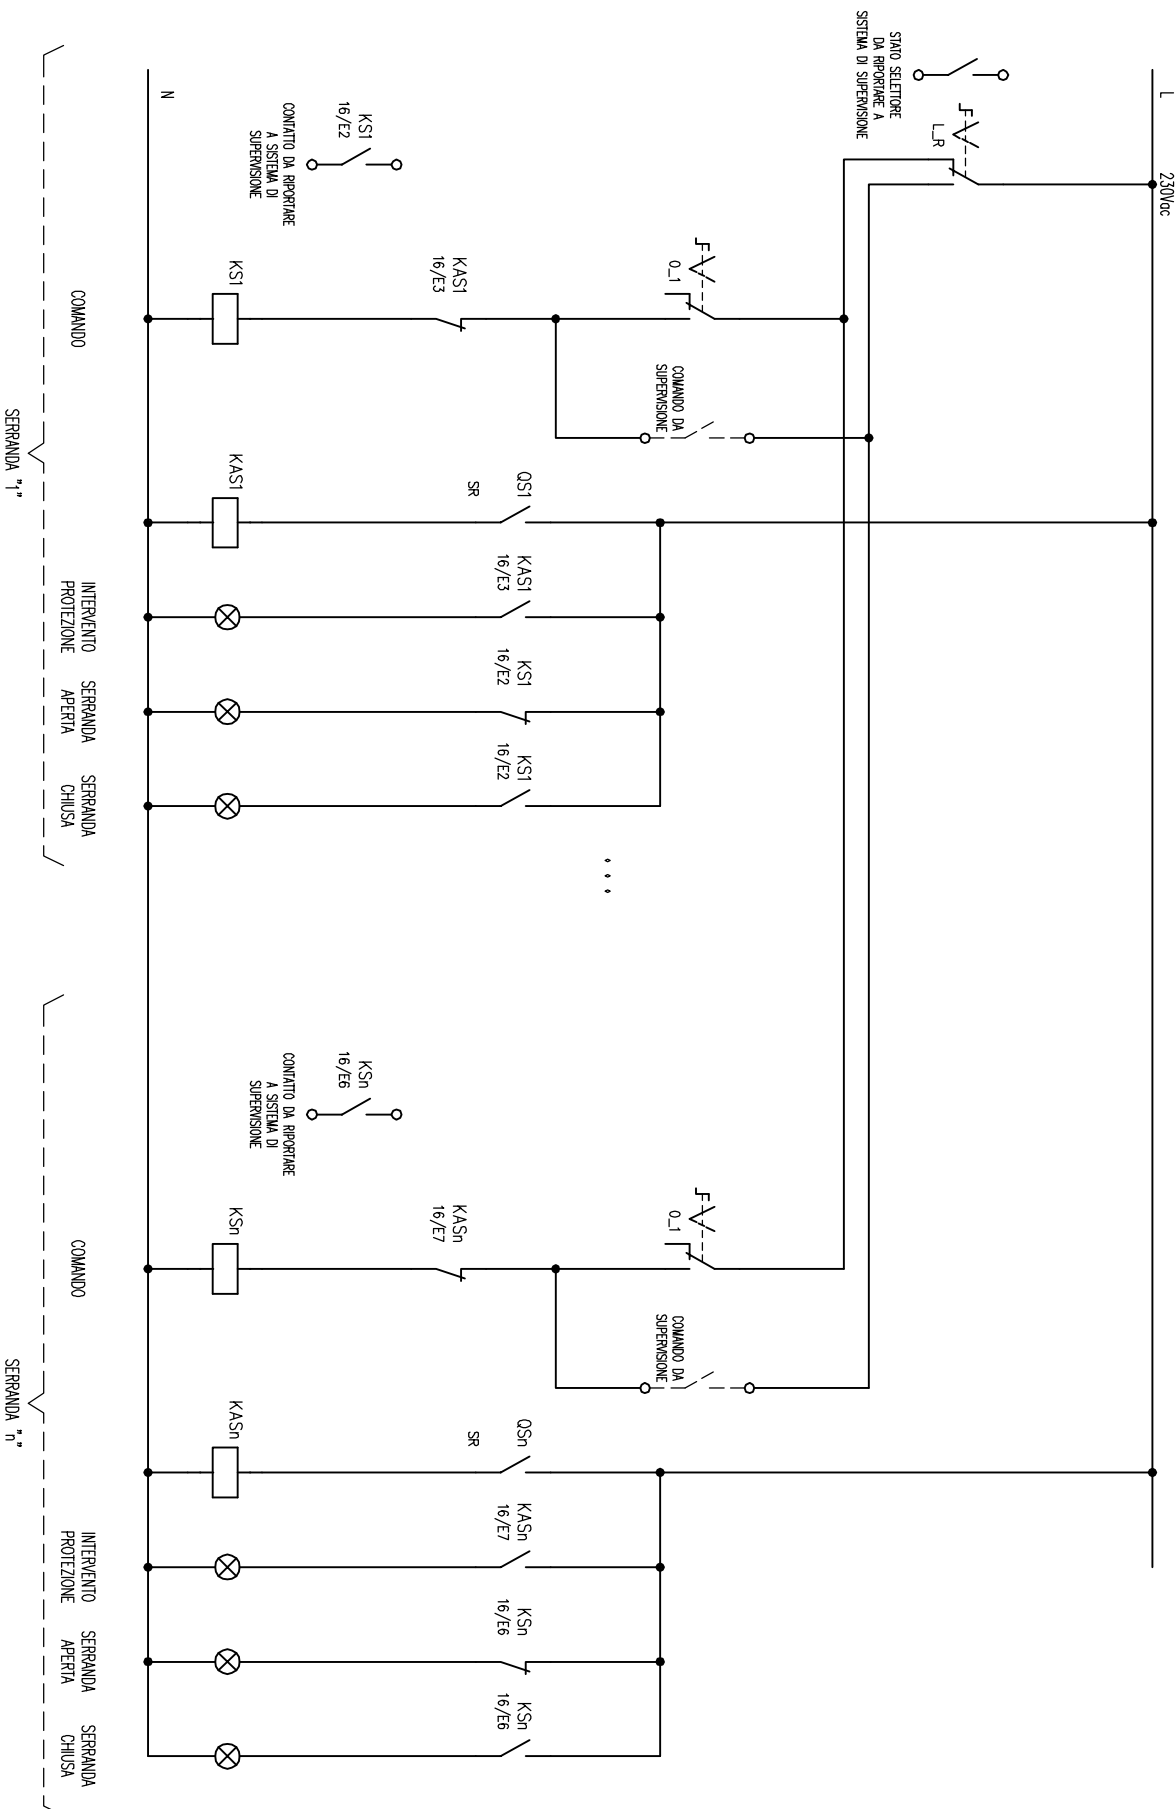 L
230Vac
STATO SELETTORE
DA RIPORTARE A
SISTEMA DI SUPERVISIONE
L_R
N
KS1
16/E2
CONTATTO DA RIPORTARE
A SISTEMA DI
SUPERVISIONE
0_1
KAS1
16/E3
KS1
COMANDO
COMANDO DA
SUPERVISIONE
QS1
SR
KAS1
KAS1
16/E3
INTERVENTO
PROTEZIONE
KS1
16/E2
SERRANDA
APERTA
KS1
16/E2
SERRANDA
CHIUSA
SERRANDA "1"
KSn
16/E6
CONTATTO DA RIPORTARE
A SISTEMA DI
SUPERVISIONE
0_1
KASn
16/E7
KSn
COMANDO
COMANDO DA
SUPERVISIONE
QSn
SR
KASn
KASn
16/E7
INTERVENTO
PROTEZIONE
KSn
16/E6
SERRANDA
APERTA
KSn
16/E6
SERRANDA
CHIUSA
SERRANDA "n"